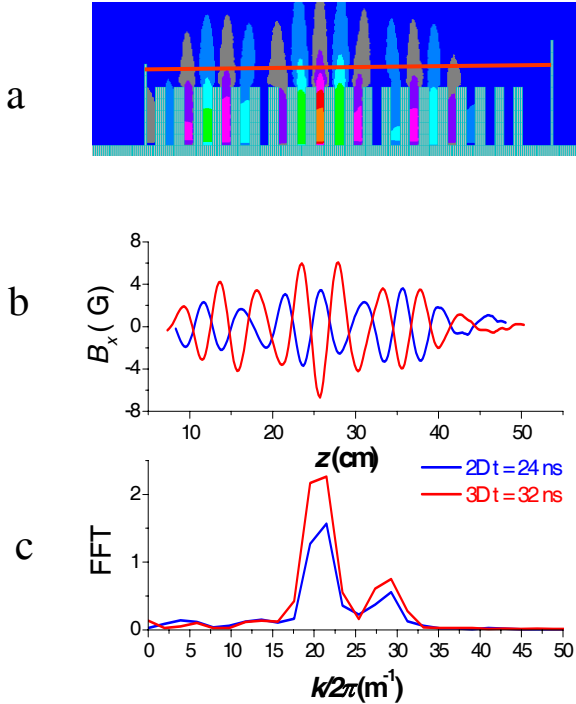 a
b
B_x ( G)
8
4
0
-4
-8
10 20 30 40 50
z(cm)
c
FFT
2
1
0
2D t = 24 ns
3D t = 32 ns
0 5 10 15 20 25 30 35 40 45 50
k/2π(m⁻¹)